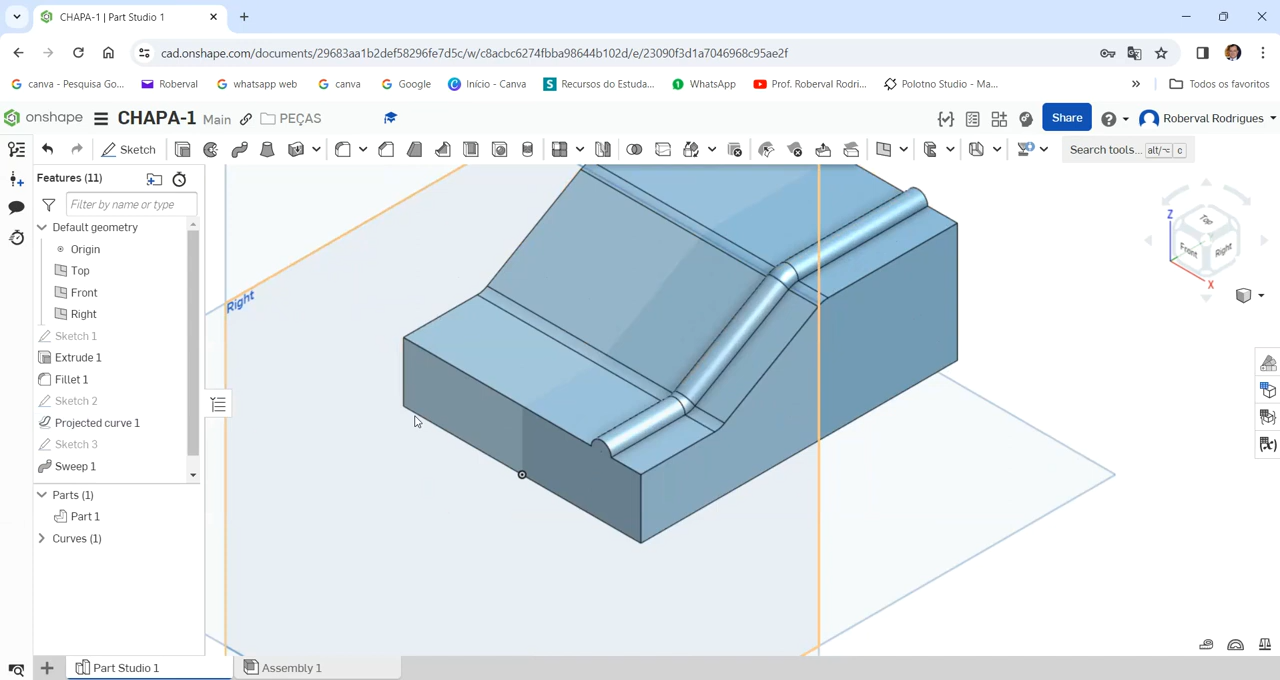 CHAPA-1 | Part Studio 1
cad.onshape.com/documents/29683aa1b2def58296fe7d5c/w/c8acbc6274fbba98644b102d/e/23090f3d1a7046968c95ae2f
canva - Pesquisa Go... Roberval whatsapp web canva Google Início - Canva Recursos do Estuda... WhatsApp Prof. Roberval Rodri... Polotno Studio - Ma... » Todos os favoritos
onshape CHAPA-1 Main PEÇAS Share Roberval Rodrigues
Sketch Search tools... alt/⌥ c
Features (11)
Filter by name or type
Default geometry
Origin
Top
Front
Right
Sketch 1
Extrude 1
Fillet 1
Sketch 2
Projected curve 1
Sketch 3
Sweep 1
Parts (1)
Part 1
Curves (1)
Right
Z
Top
Front
Right
X
Part Studio 1 Assembly 1